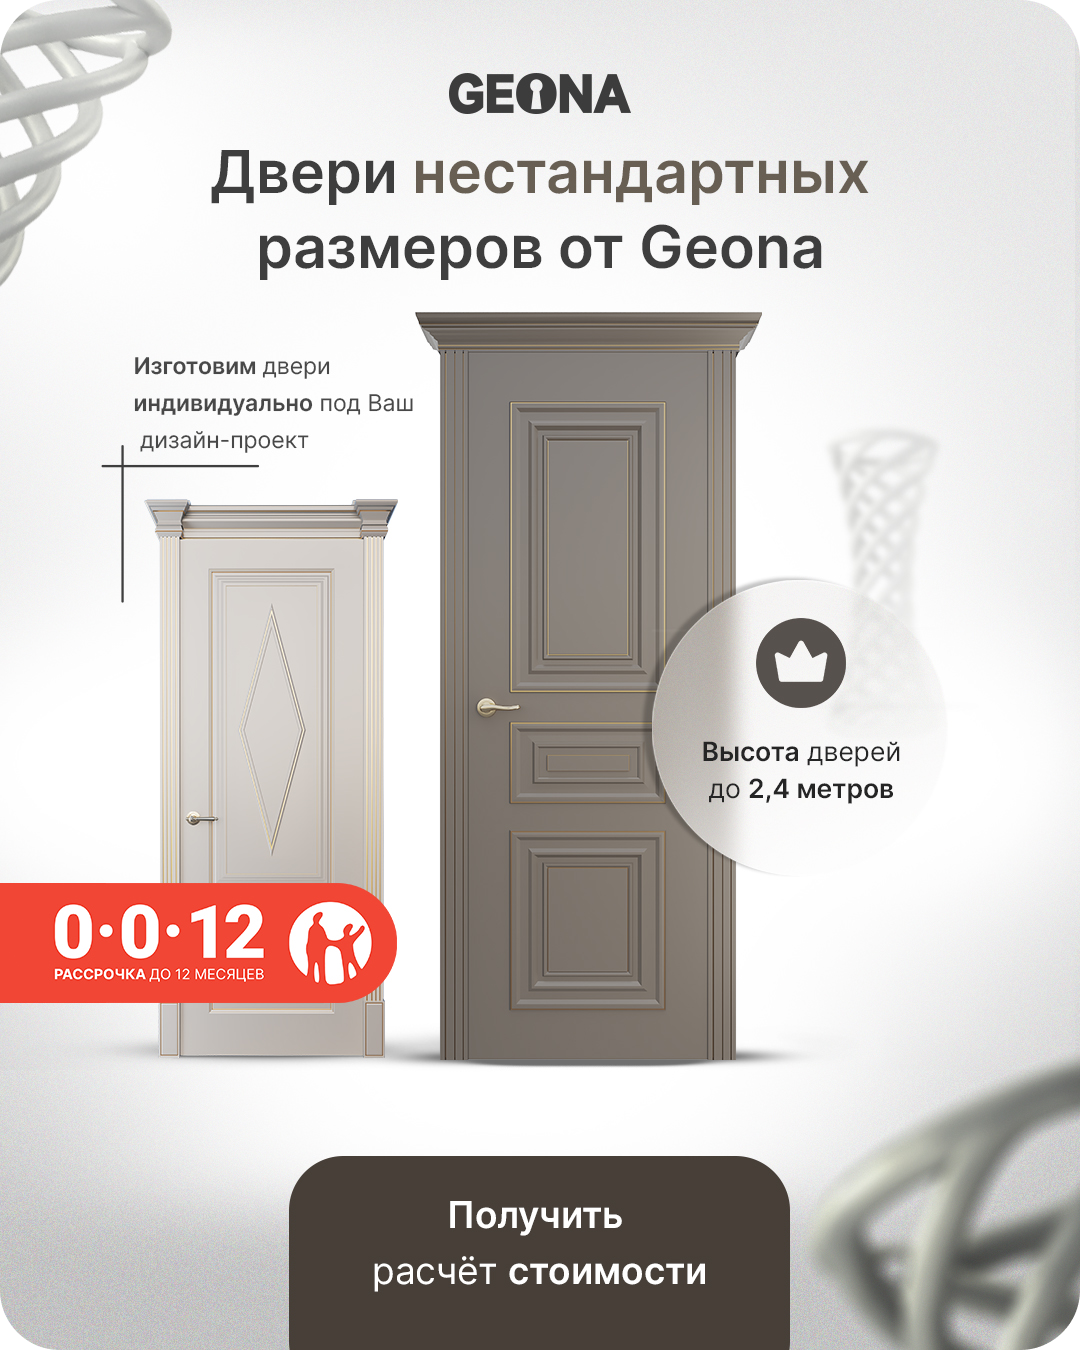 GEONA
Двери нестандартных
размеров от Geona
Изготовим двери
индивидуально под Ваш
дизайн-проект
Высота дверей
до 2,4 метров
0·0·12
РАССРОЧКА ДО 12 МЕСЯЦЕВ
Получить
расчёт стоимости